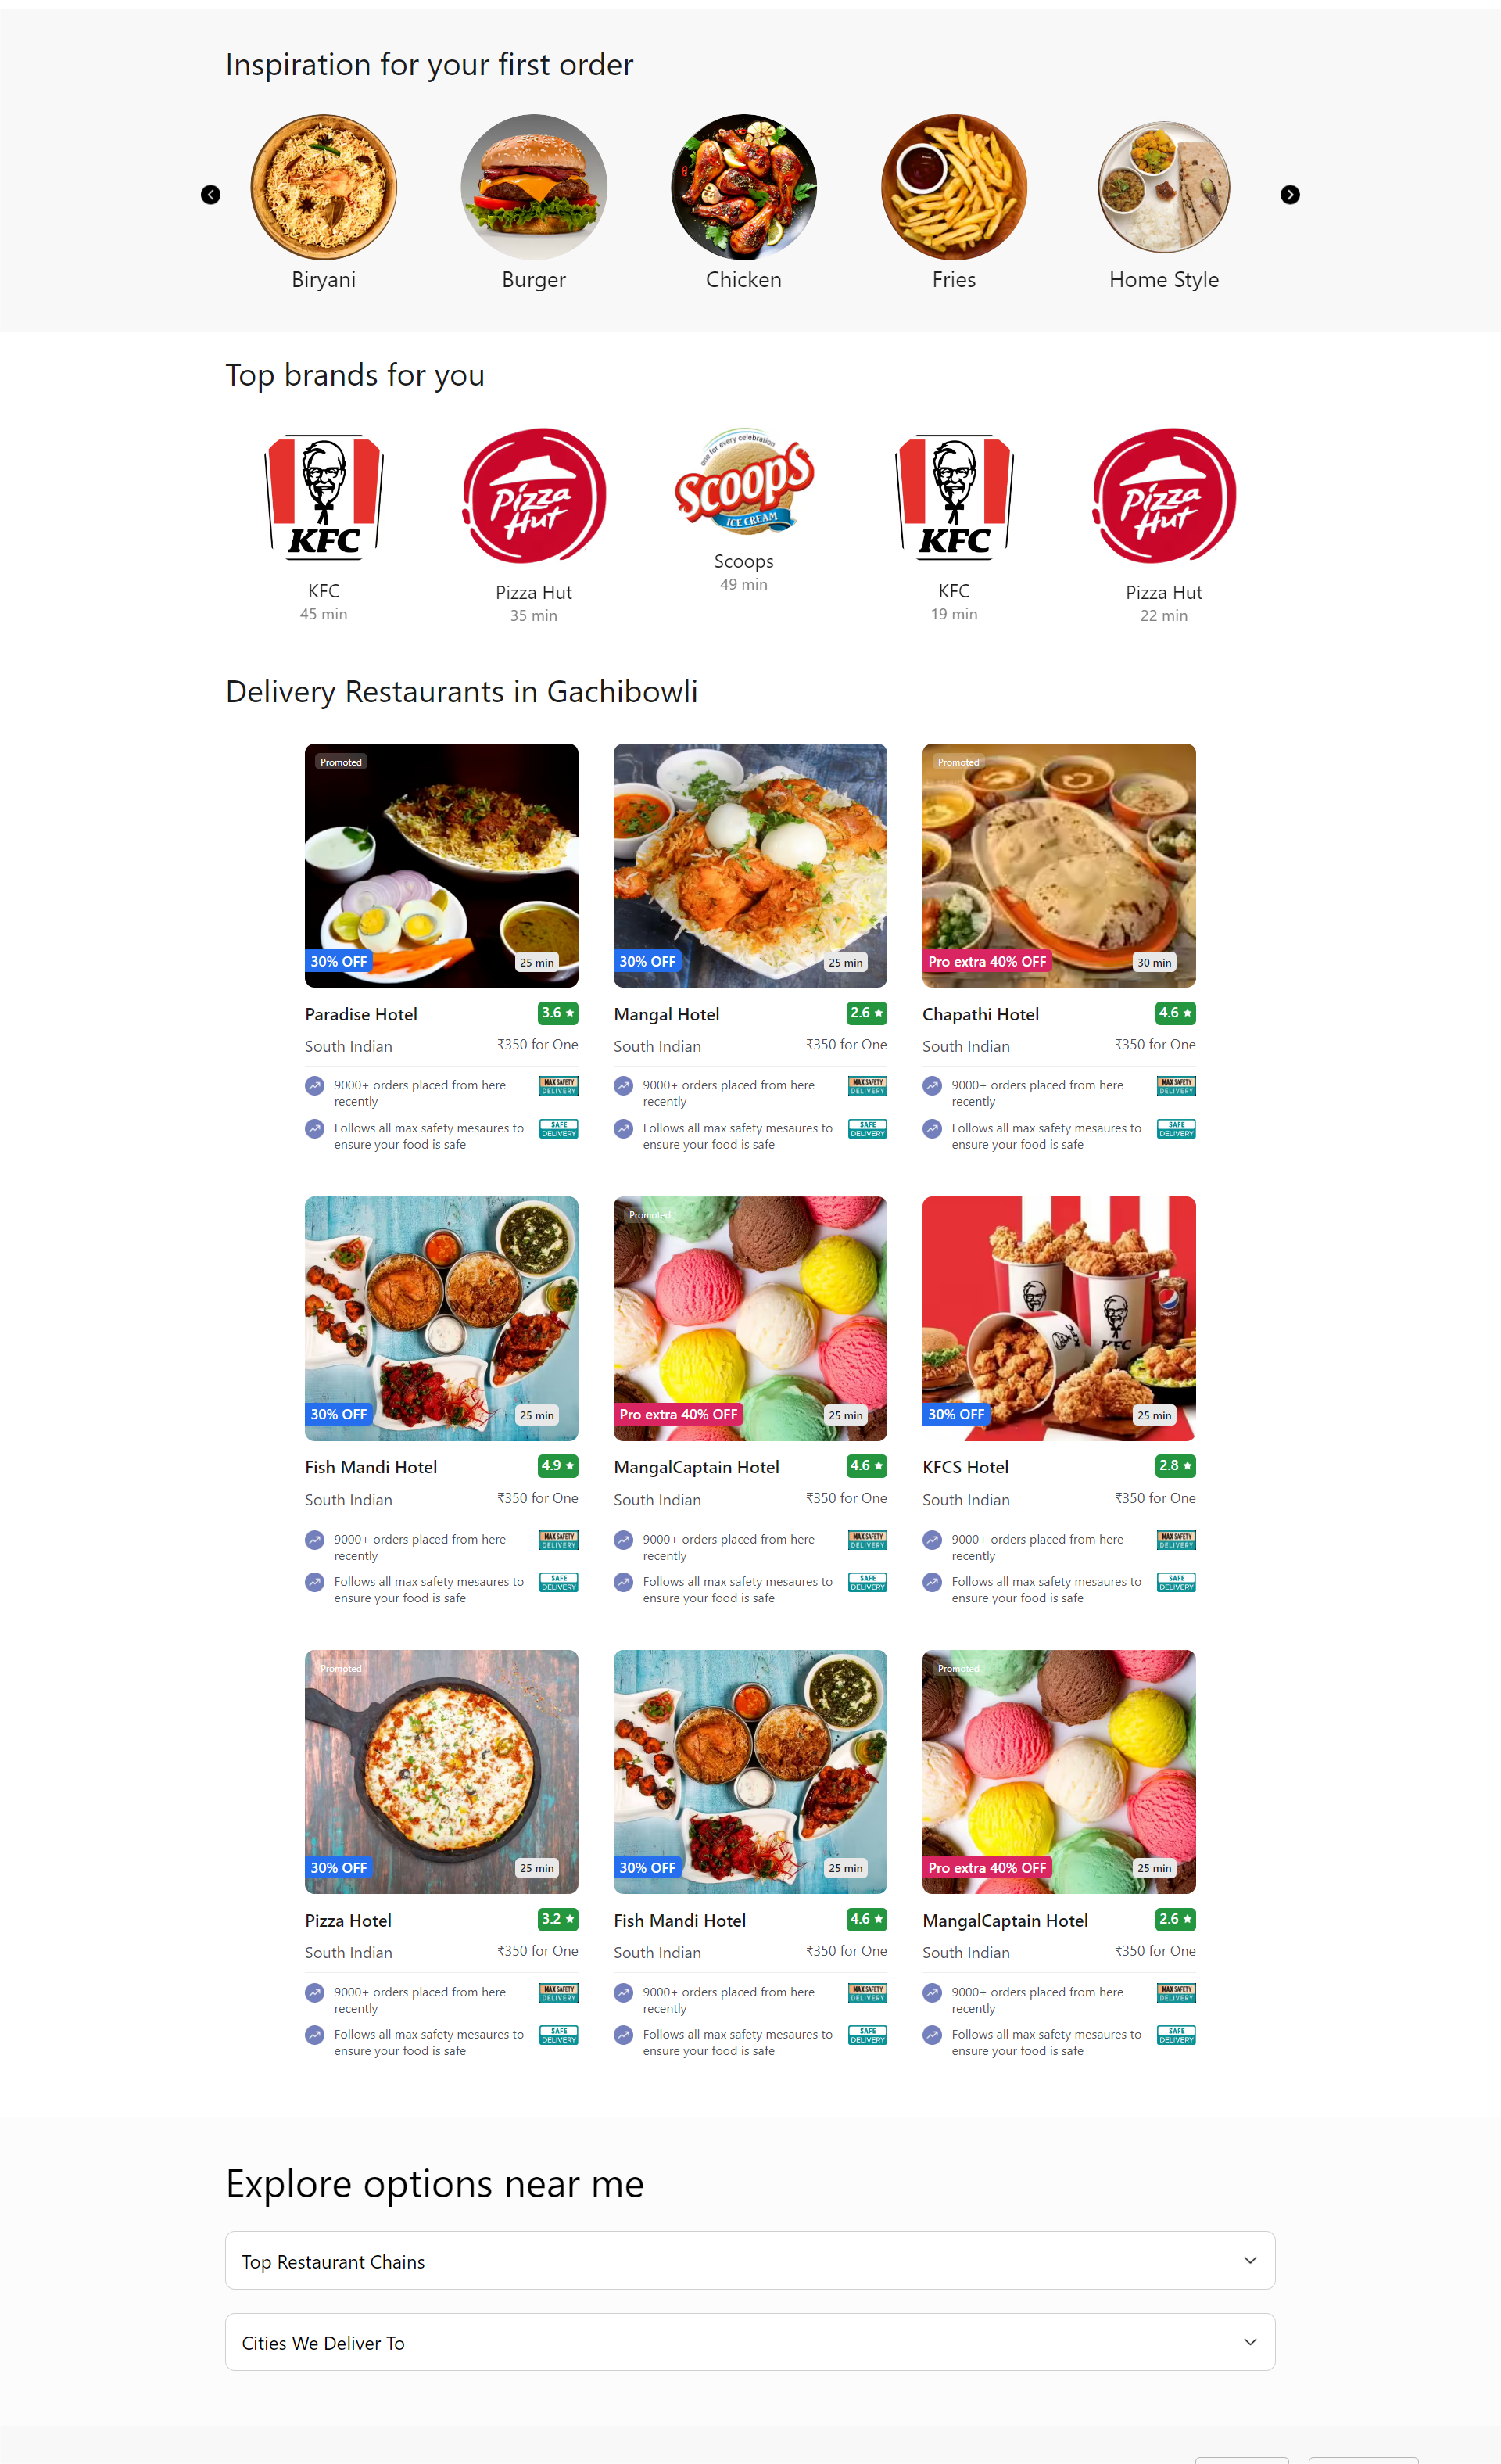 Inspiration for your first order
Biryani
Burger
Chicken
Fries
Home Style
Top brands for you
KFC
Pizza Hut
one for every celebration
Scoops
ICE CREAM
KFC
Pizza Hut
KFC
45 min
Pizza Hut
35 min
Scoops
49 min
KFC
19 min
Pizza Hut
22 min
Delivery Restaurants in Gachibowli
Promoted
30% OFF
25 min
30% OFF
25 min
Promoted
Pro extra 40% OFF
30 min
Paradise Hotel
3.6
South Indian
₹350 for One
9000+ orders placed from here
recently
MAX SAFETY
DELIVERY
Follows all max safety mesaures to
ensure your food is safe
SAFE
DELIVERY
Mangal Hotel
2.6
South Indian
₹350 for One
9000+ orders placed from here
recently
MAX SAFETY
DELIVERY
Follows all max safety mesaures to
ensure your food is safe
SAFE
DELIVERY
Chapathi Hotel
4.6
South Indian
₹350 for One
9000+ orders placed from here
recently
MAX SAFETY
DELIVERY
Follows all max safety mesaures to
ensure your food is safe
SAFE
DELIVERY
30% OFF
25 min
Promoted
Pro extra 40% OFF
25 min
KFC
pepsi
30% OFF
25 min
Fish Mandi Hotel
4.9
South Indian
₹350 for One
9000+ orders placed from here
recently
MAX SAFETY
DELIVERY
Follows all max safety mesaures to
ensure your food is safe
SAFE
DELIVERY
MangalCaptain Hotel
4.6
South Indian
₹350 for One
9000+ orders placed from here
recently
MAX SAFETY
DELIVERY
Follows all max safety mesaures to
ensure your food is safe
SAFE
DELIVERY
KFCS Hotel
2.8
South Indian
₹350 for One
9000+ orders placed from here
recently
MAX SAFETY
DELIVERY
Follows all max safety mesaures to
ensure your food is safe
SAFE
DELIVERY
Promoted
30% OFF
25 min
30% OFF
25 min
Promoted
Pro extra 40% OFF
25 min
Pizza Hotel
3.2
South Indian
₹350 for One
9000+ orders placed from here
recently
MAX SAFETY
DELIVERY
Follows all max safety mesaures to
ensure your food is safe
SAFE
DELIVERY
Fish Mandi Hotel
4.6
South Indian
₹350 for One
9000+ orders placed from here
recently
MAX SAFETY
DELIVERY
Follows all max safety mesaures to
ensure your food is safe
SAFE
DELIVERY
MangalCaptain Hotel
2.6
South Indian
₹350 for One
9000+ orders placed from here
recently
MAX SAFETY
DELIVERY
Follows all max safety mesaures to
ensure your food is safe
SAFE
DELIVERY
Explore options near me
Top Restaurant Chains
Cities We Deliver To